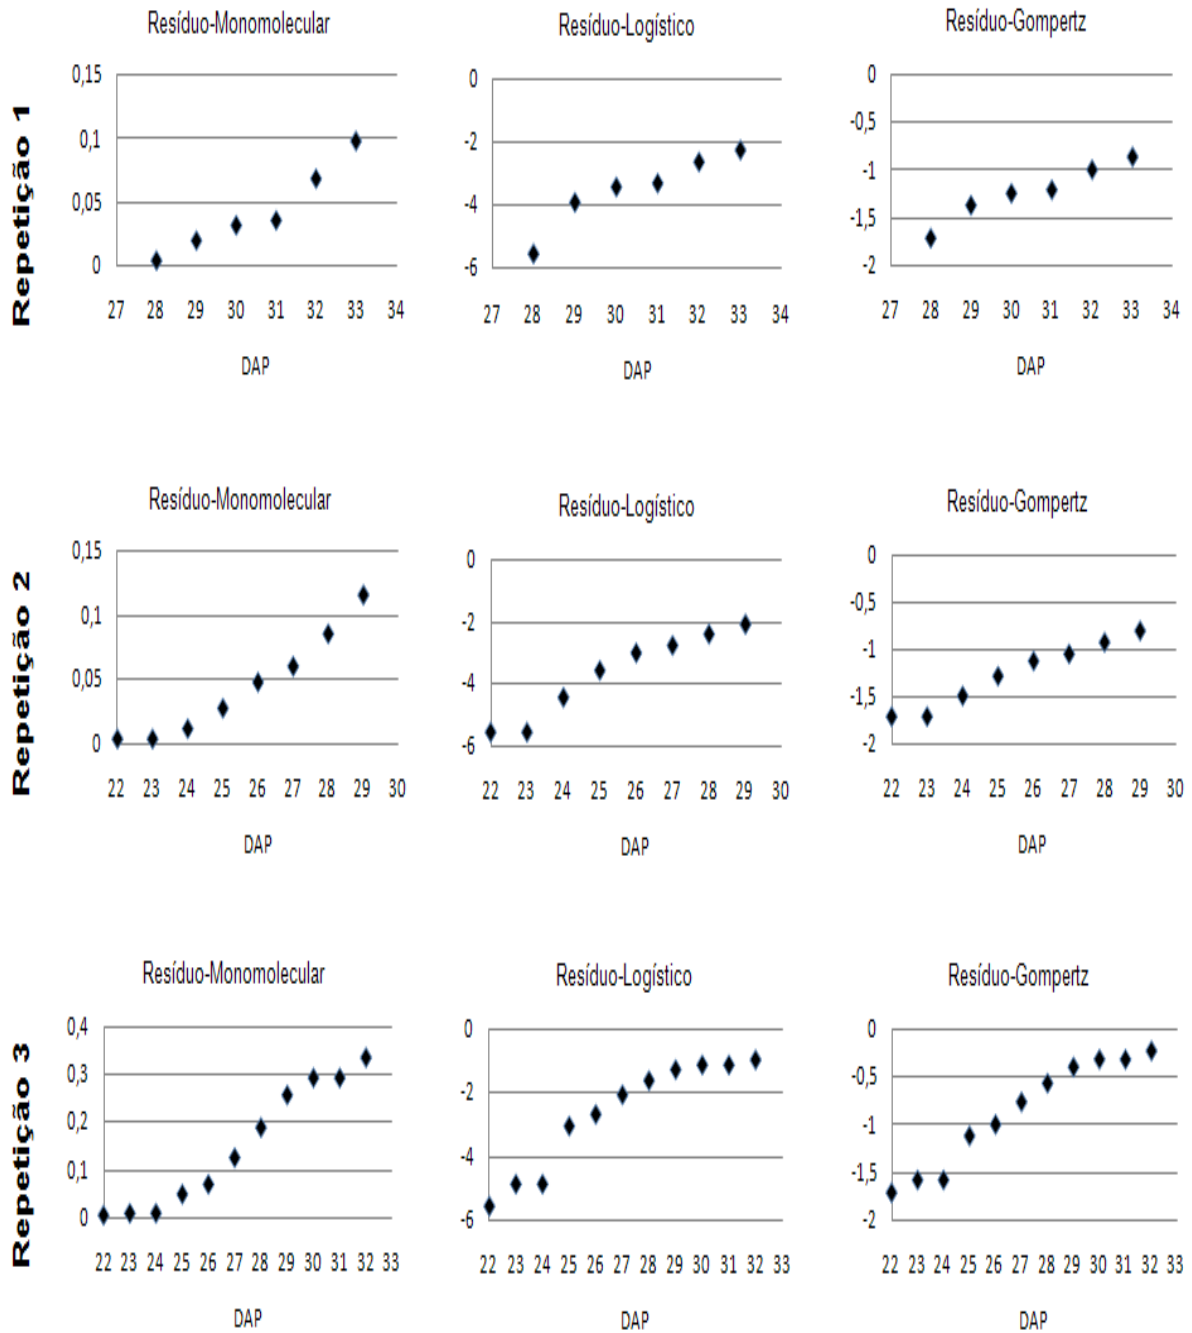 Resíduo-Monomolecular
Resíduo-Logístico
Resíduo-Gompertz
Repetição 1
0,15
0,1
0,05
0
27 28 29 30 31 32 33 34
DAP
0
-2
-4
-6
27 28 29 30 31 32 33 34
DAP
0
-0,5
-1
-1,5
-2
27 28 29 30 31 32 33 34
DAP
Resíduo-Monomolecular
Resíduo-Logístico
Resíduo-Gompertz
Repetição 2
0,15
0,1
0,05
0
22 23 24 25 26 27 28 29 30
DAP
0
-2
-4
-6
22 23 24 25 26 27 28 29 30
DAP
0
-0,5
-1
-1,5
-2
22 23 24 25 26 27 28 29 30
DAP
Resíduo-Monomolecular
Resíduo-Logístico
Resíduo-Gompertz
Repetição 3
0,4
0,3
0,2
0,1
0
22 23 24 25 26 27 28 29 30 31 32 33
DAP
0
-2
-4
-6
22 23 24 25 26 27 28 29 30 31 32 33
DAP
0
-0,5
-1
-1,5
-2
22 23 24 25 26 27 28 29 30 31 32 33
DAP